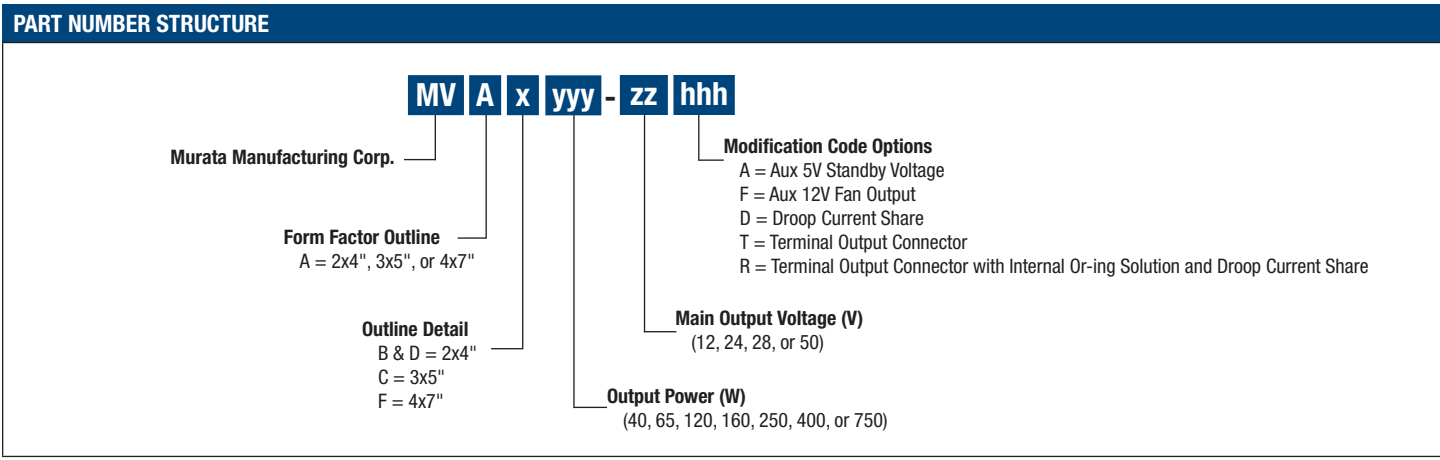 PART NUMBER STRUCTURE
MV A x yyy - zz hhh
Murata Manufacturing Corp.
Form Factor Outline
A = 2x4", 3x5", or 4x7"
Outline Detail
B & D = 2x4"
C = 3x5"
F = 4x7"
Output Power (W)
(40, 65, 120, 160, 250, 400, or 750)
Main Output Voltage (V)
(12, 24, 28, or 50)
Modification Code Options
A = Aux 5V Standby Voltage
F = Aux 12V Fan Output
D = Droop Current Share
T = Terminal Output Connector
R = Terminal Output Connector with Internal Or-ing Solution and Droop Current Share